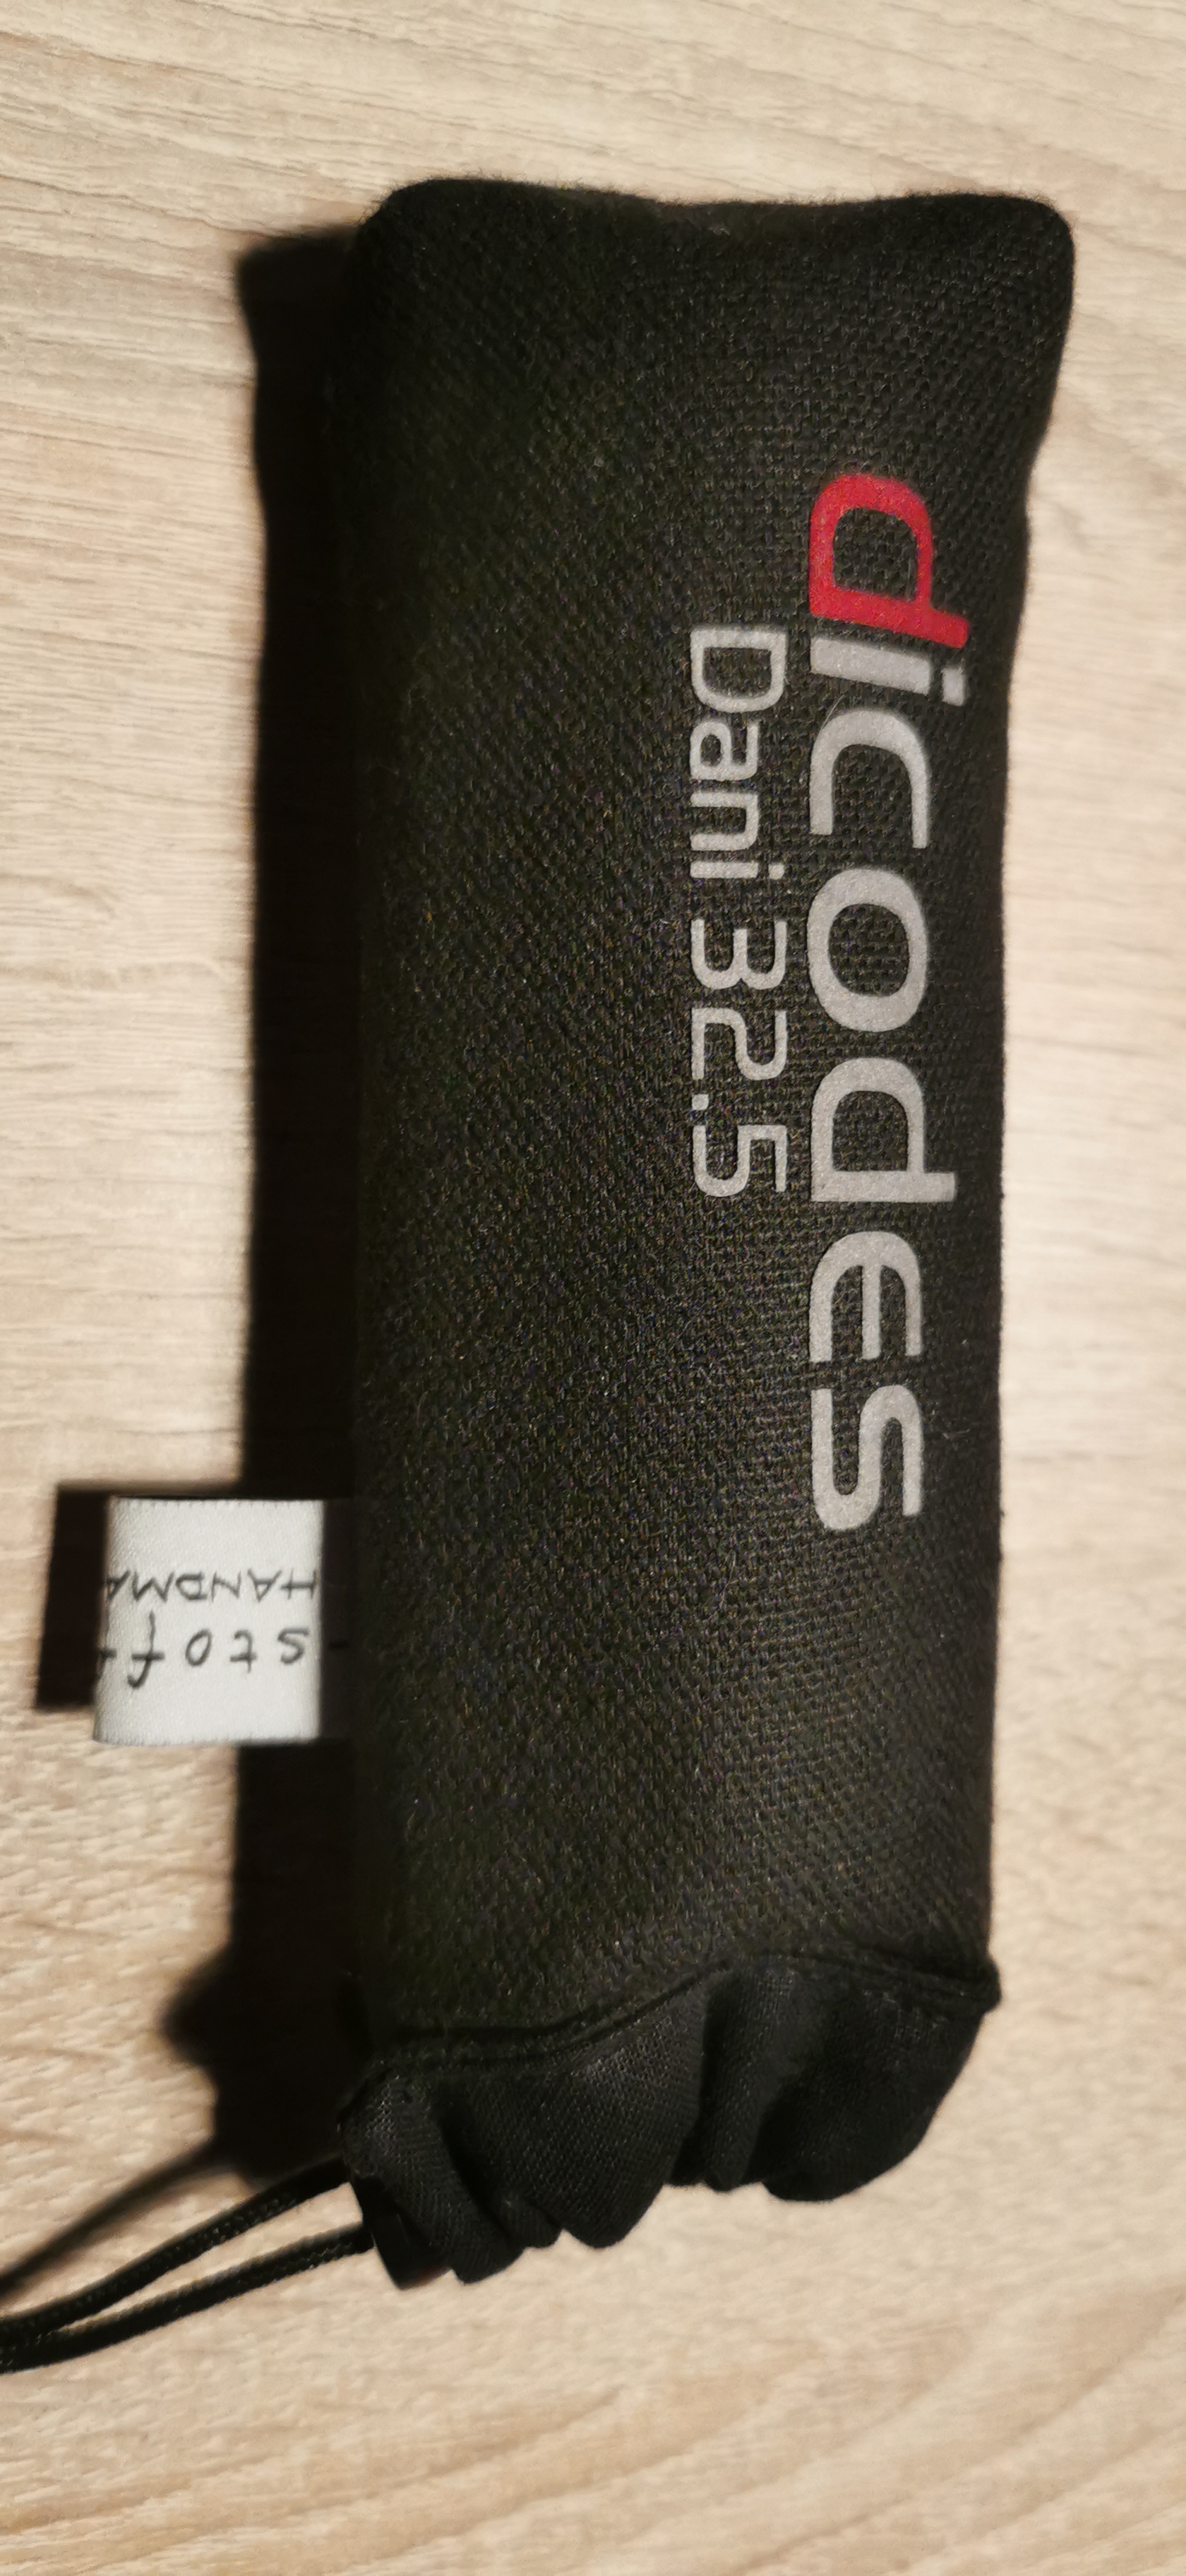 dicodes
Dani 32.5
HANDMA
stof